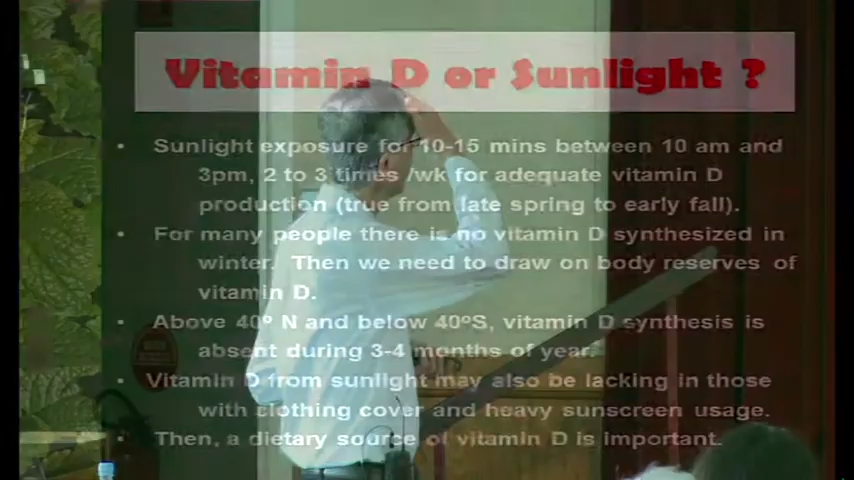 Vitamin D or Sunlight ?
• Sunlight exposure for 10-15 mins between 10 am and
3pm, 2 to 3 times /wk for adequate vitamin D
production (true from late spring to early fall).
• For many people there is no vitamin D synthesized in
winter. Then we need to draw on body reserves of
vitamin D.
• Above 40º N and below 40ºS, vitamin D synthesis is
absent during 3-4 months of year.
• Vitamin D from sunlight may also be lacking in those
with clothing cover and heavy sunscreen usage.
• Then, a dietary source of vitamin D is important.